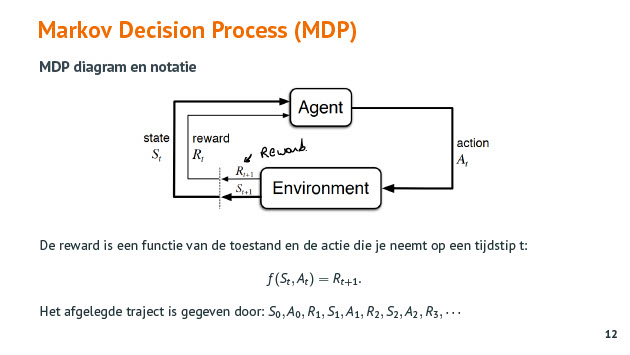 Markov Decision Process (MDP)
MDP diagram en notatie
Agent
state
S_t
reward
R_t
Reward
action
A_t
R_{t+1}
S_{t+1}
Environment
De reward is een functie van de toestand en de actie die je neemt op een tijdstip t:
f(S_t, A_t) = R_{t+1}.
Het afgelegde traject is gegeven door: S_0, A_0, R_1, S_1, A_1, R_2, S_2, A_2, R_3, ⋯
12